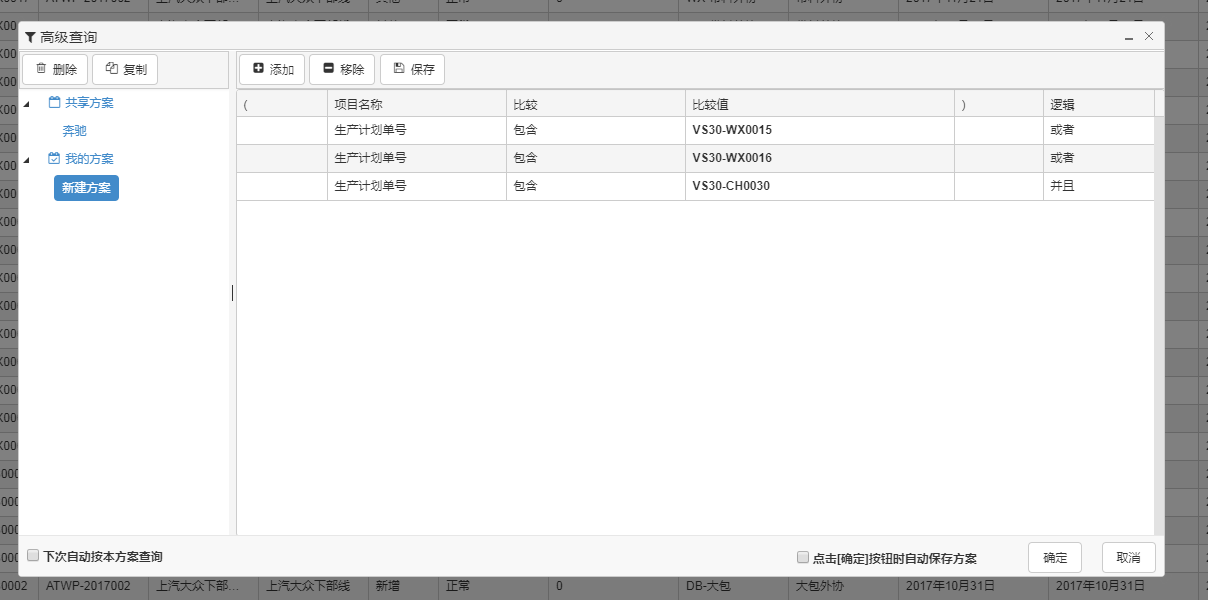 高级查询
删除 复制 添加 移除 保存
共享方案
奔驰
我的方案
新建方案
( 项目名称 比较 比较值 ) 逻辑
生产计划单号 包含 VS30-WX0015 或者
生产计划单号 包含 VS30-WX0016 或者
生产计划单号 包含 VS30-CH0030 并且
下次自动按本方案查询
点击[确定]按钮时自动保存方案
确定 取消
0002 ATWP-2017002 上汽大众下部... 上汽大众下部线 新增 正常 0 DB-大包 大包外协 2017年10月31日 2017年10月31日